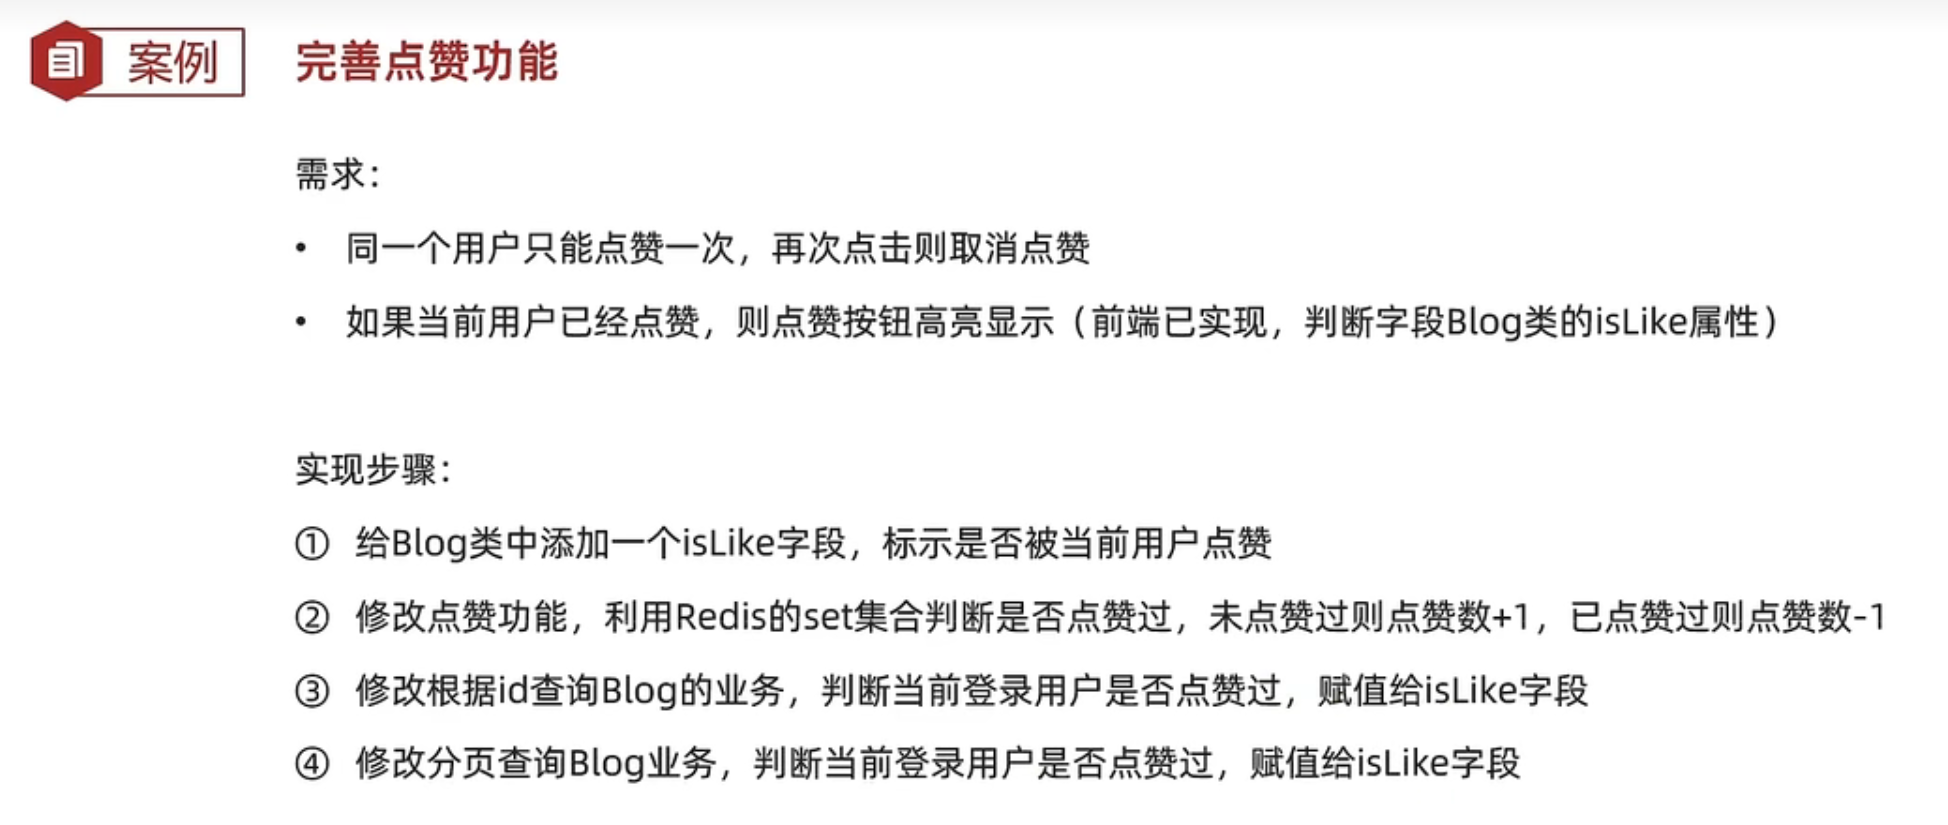 案例 完善点赞功能
需求：
• 同一个用户只能点赞一次，再次点击则取消点赞
• 如果当前用户已经点赞，则点赞按钮高亮显示（前端已实现，判断字段Blog类的isLike属性）
实现步骤：
① 给Blog类中添加一个isLike字段，标示是否被当前用户点赞
② 修改点赞功能，利用Redis的set集合判断是否点赞过，未点赞过则点赞数+1，已点赞过则点赞数-1
③ 修改根据id查询Blog的业务，判断当前登录用户是否点赞过，赋值给isLike字段
④ 修改分页查询Blog业务，判断当前登录用户是否点赞过，赋值给isLike字段